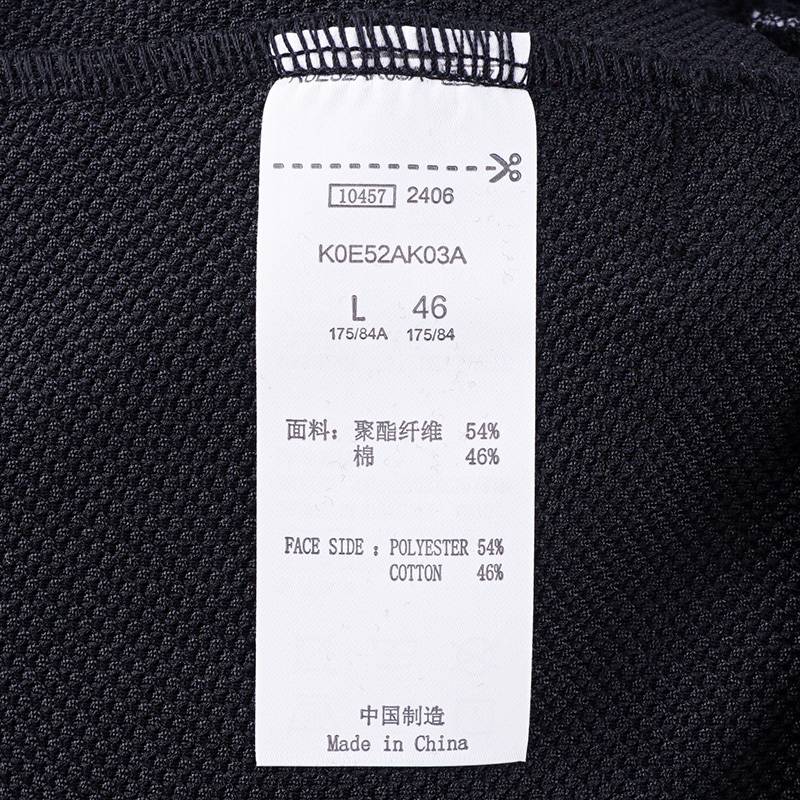 10457 2406
K0E52AK03A
L 46
175/84A 175/84
面料: 聚酯纤维 54%
棉 46%
FACE SIDE : POLYESTER 54%
COTTON 46%
中国制造
Made in China